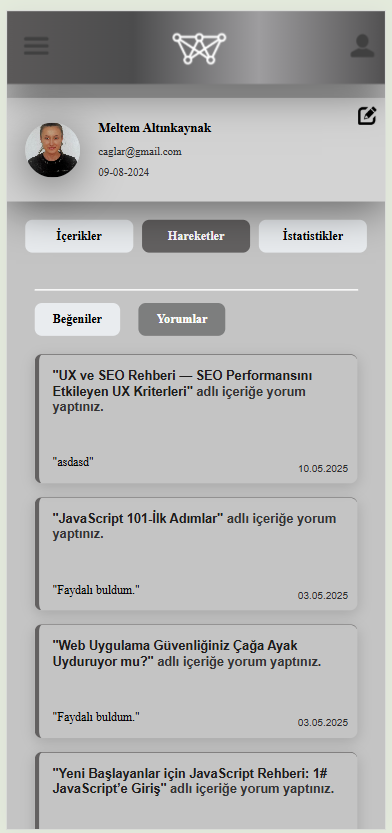 Meltem Altınkaynak
caglar@gmail.com
09-08-2024
İçerikler
Hareketler
İstatistikler
Beğeniler
Yorumlar
"UX ve SEO Rehberi — SEO Performansını
Etkileyen UX Kriterleri" adlı içeriğe yorum
yaptınız.
"asdasd"
10.05.2025
"JavaScript 101-İlk Adımlar" adlı içeriğe yorum
yaptınız.
"Faydalı buldum."
03.05.2025
"Web Uygulama Güvenliğiniz Çağa Ayak
Uyduruyor mu?" adlı içeriğe yorum yaptınız.
"Faydalı buldum."
03.05.2025
"Yeni Başlayanlar için JavaScript Rehberi: 1#
JavaScript'e Giriş" adlı içeriğe yorum yaptınız.